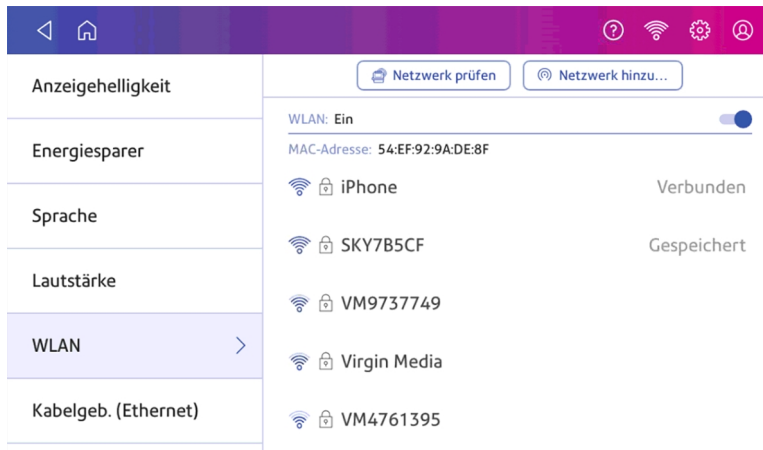 Anzeigehelligkeit
Energiesparer
Sprache
Lautstärke
WLAN
Kabelgeb. (Ethernet)
Netzwerk prüfen
Netzwerk hinzu...
WLAN: Ein
MAC-Adresse: 54:EF:92:9A:DE:8F
iPhone Verbunden
SKY7B5CF Gespeichert
VM9737749
Virgin Media
VM4761395